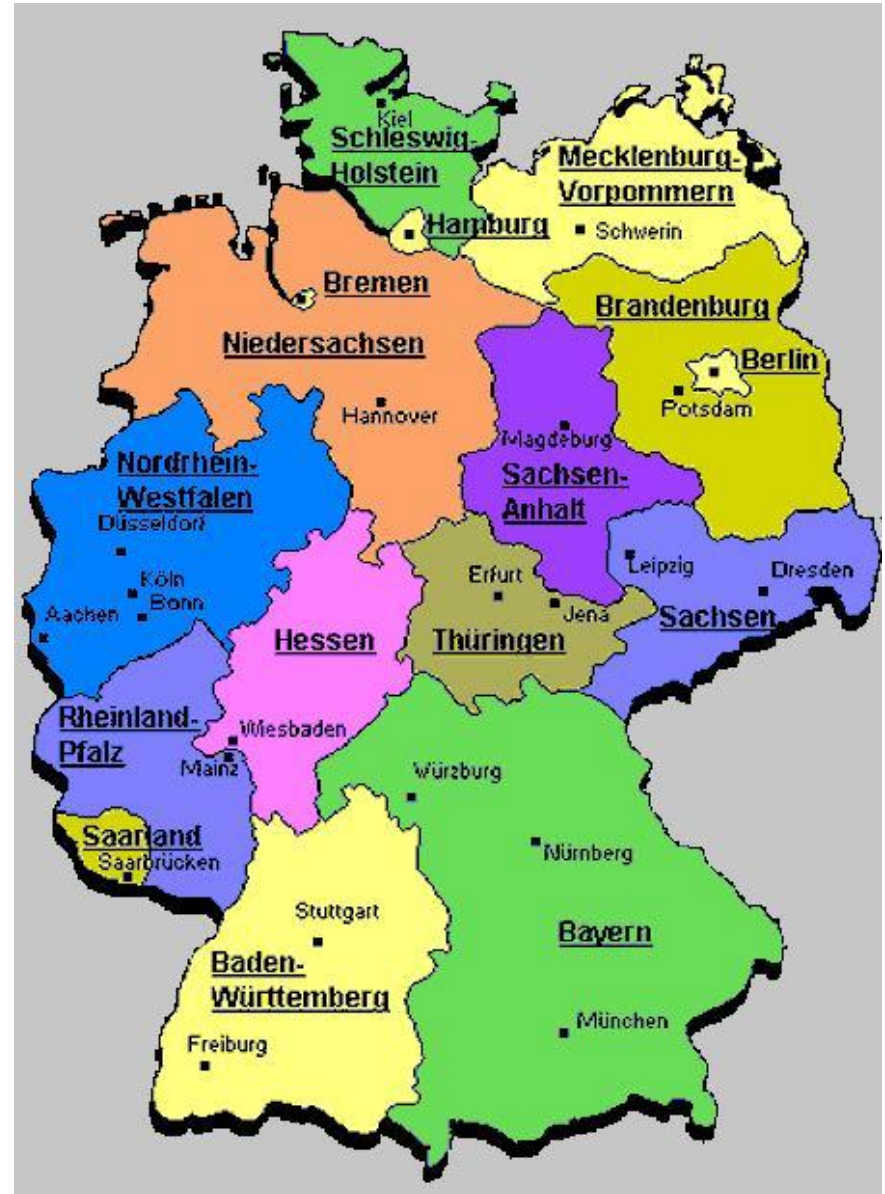 Kiel
Schleswig-
Holstein
Mecklenburg-
Vorpommern
Hamburg
Schwerin
Bremen
Brandenburg
Niedersachsen
Berlin
Hannover
Potsdam
Magdeburg
Nordrhein-
Westfalen
Sachsen-
Anhalt
Düsseldorf
Köln
Bonn
Aachen
Erfurt
Jena
Leipzig
Dresden
Sachsen
Hessen
Thüringen
Rheinland-
Pfalz
Wiesbaden
Mainz
Würzburg
Saarland
Saarbrücken
Nürnberg
Stuttgart
Bayern
Baden-
Württemberg
München
Freiburg